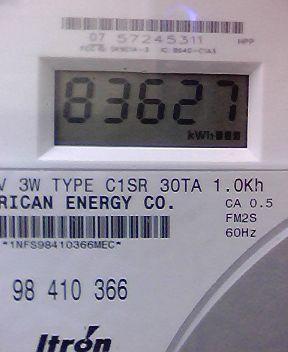 07 57245311 HPP
83627
kWh
V 3W TYPE C1SR 30TA 1.0Kh
RICAN ENERGY CO. CA 0.5
FM2S
60Hz
*1NFS98410366MEC*
98 410 366
Itron